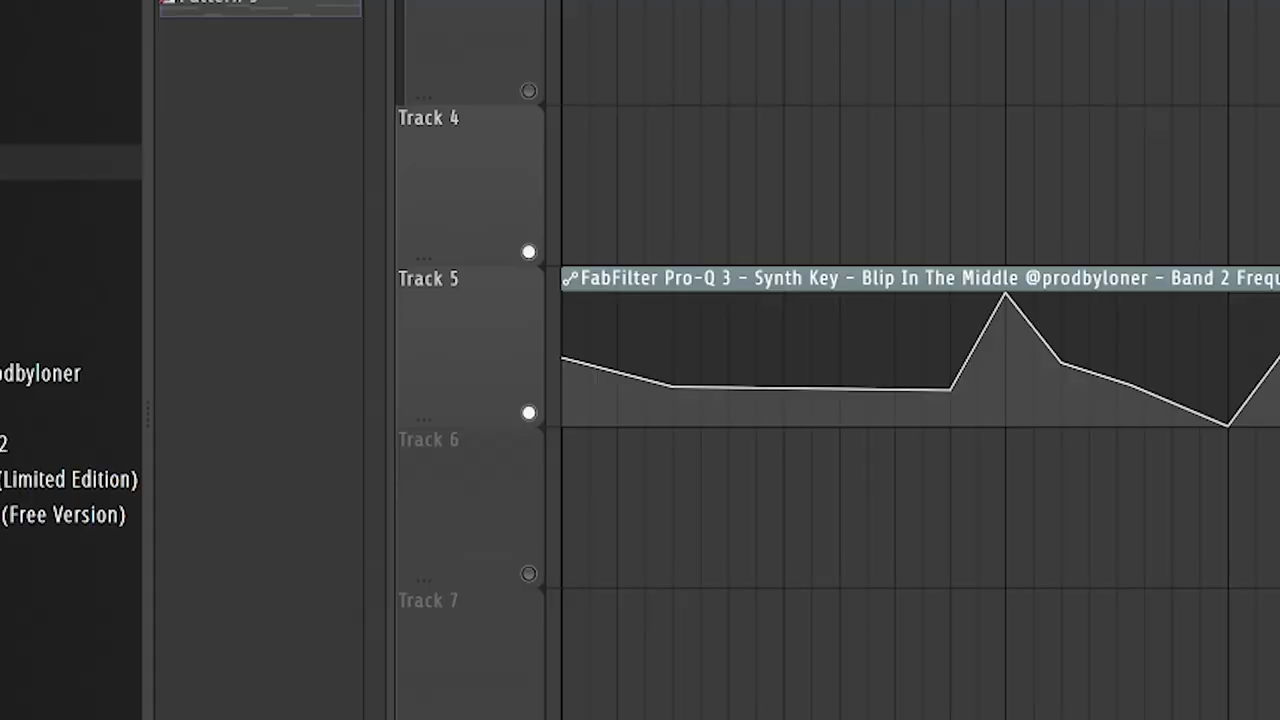 Track 4
Track 5
FabFilter Pro-Q 3 - Synth Key - Blip In The Middle @prodbyloner - Band 2 Frequ
odbyloner
Track 6
2
(Limited Edition)
(Free Version)
Track 7